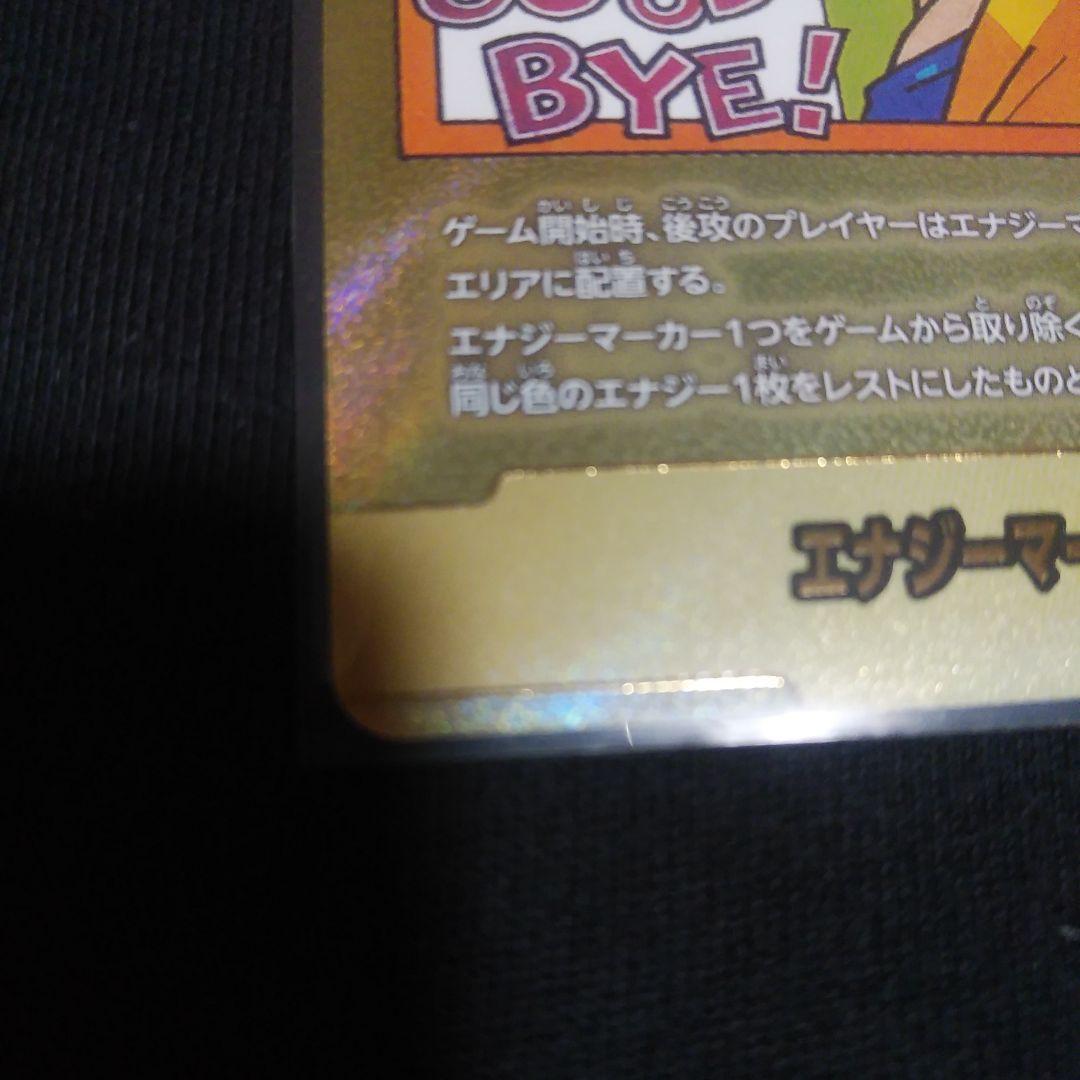 BYE!
ゲーム開始時、後攻のプレイヤーはエナジーマ
エリアに配置する。
エナジーマーカー1つをゲームから取り除く
同じ色のエナジー1枚をレストにしたものと
エナジーマー